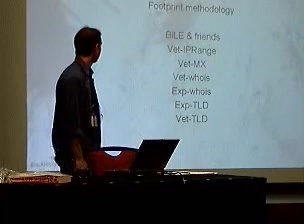 Footprint methodology
BiLE & friends
Vet-IPRange
Vet-MX
Vet-whois
Exp-whois
Exp-TLD
Vet-TLD